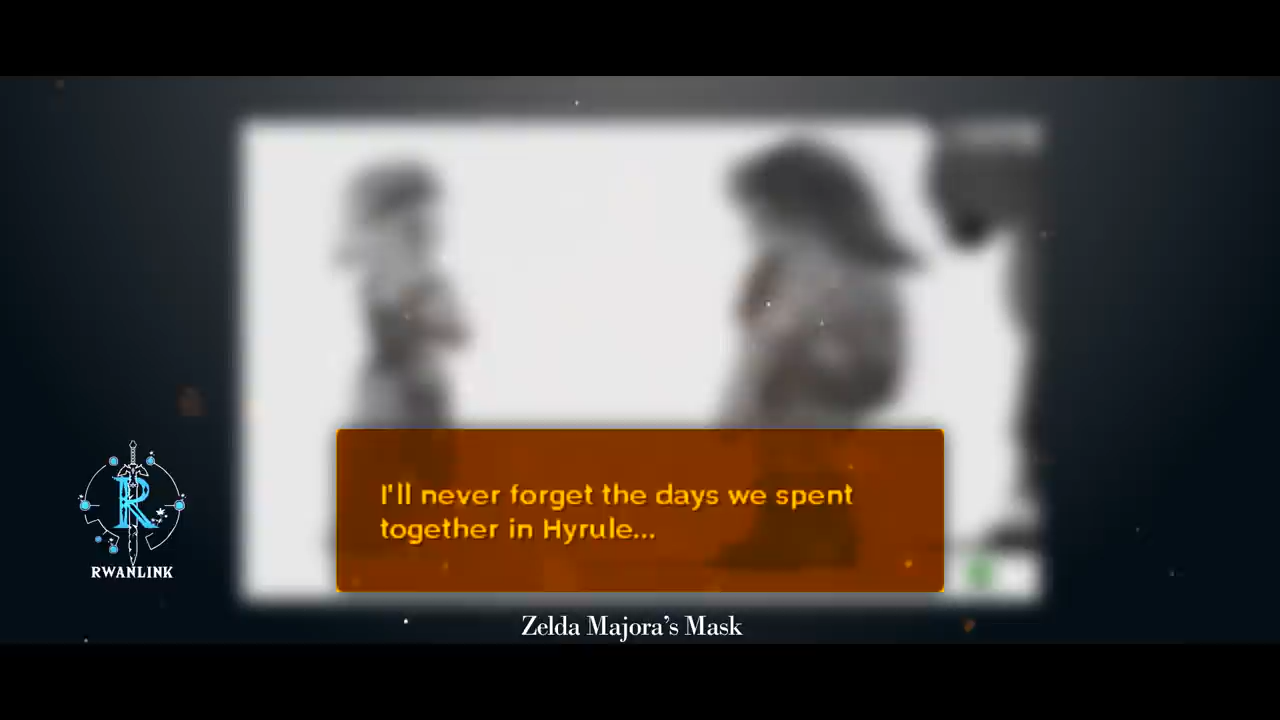 I'll never forget the days we spent
together in Hyrule...
R
RWANLINK
Zelda Majora's Mask